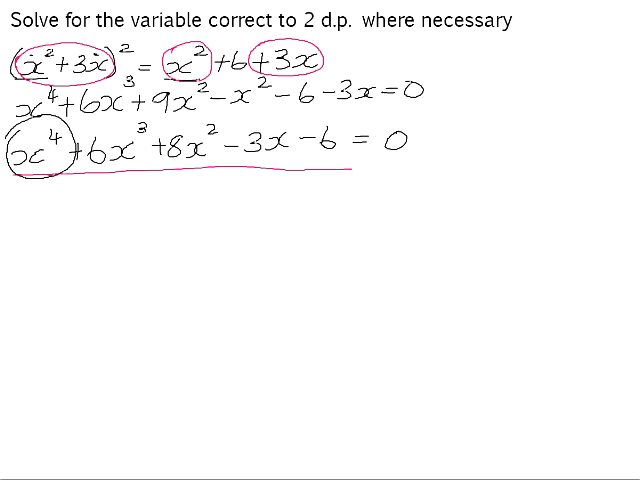 Solve for the variable correct to 2 d.p. where necessary
(x²+3x)² = x²+6+3x
x⁴+6x³+9x²-x²-6-3x=0
x⁴+6x³+8x²-3x-6=0